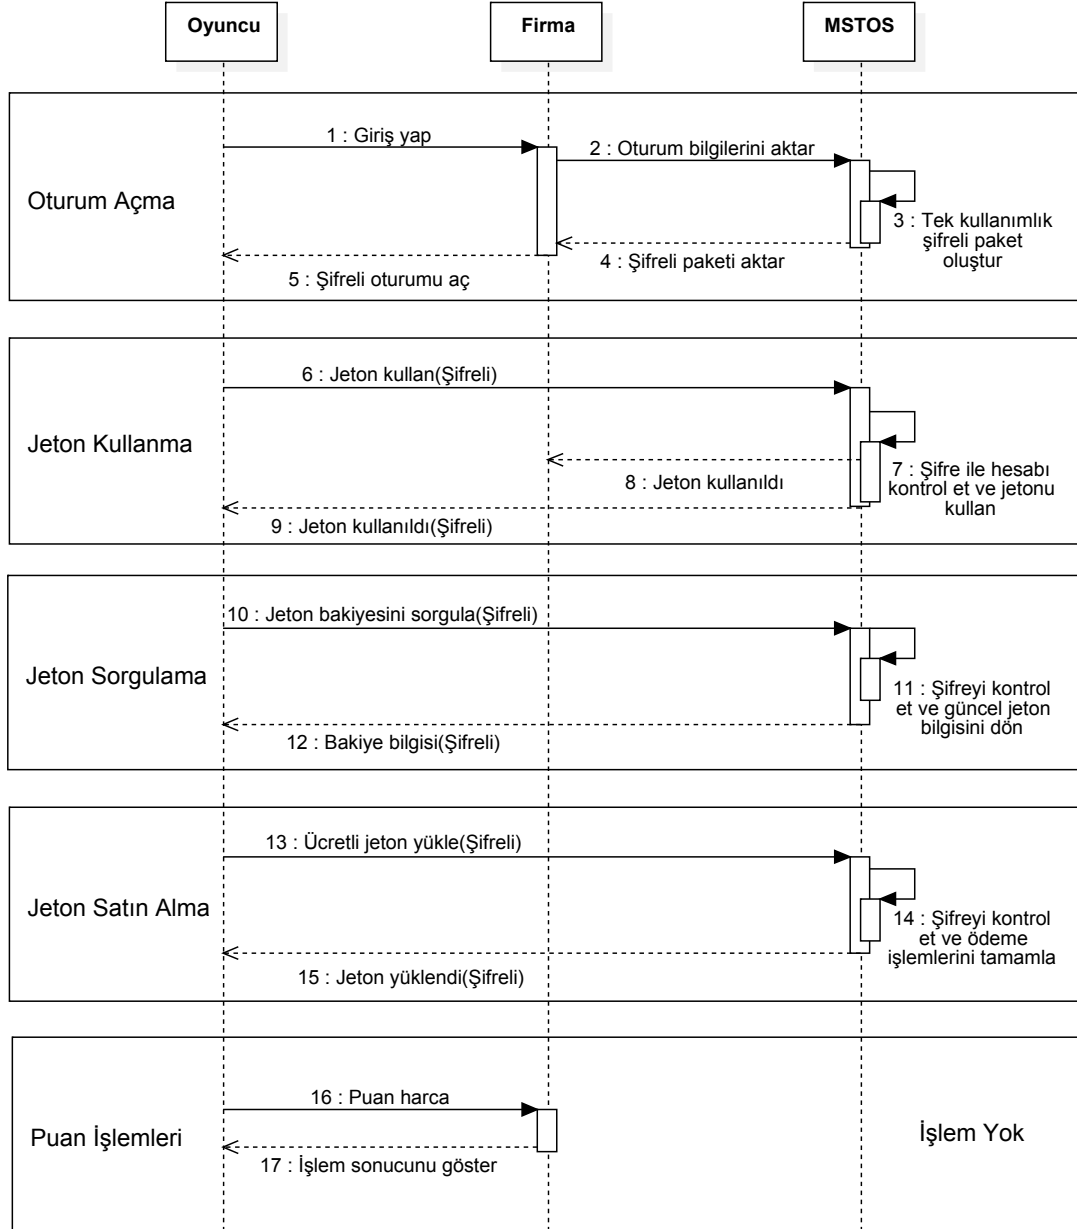 Oyuncu
Firma
MSTOS
Oturum Açma
1 : Giriş yap
2 : Oturum bilgilerini aktar
3 : Tek kullanımlık
şifreli paket
oluştur
4 : Şifreli paketi aktar
5 : Şifreli oturumu aç
Jeton Kullanma
6 : Jeton kullan(Şifreli)
7 : Şifre ile hesabı
kontrol et ve jetonu
kullan
8 : Jeton kullanıldı
9 : Jeton kullanıldı(Şifreli)
Jeton Sorgulama
10 : Jeton bakiyesini sorgula(Şifreli)
11 : Şifreyi kontrol
et ve güncel jeton
bilgisini dön
12 : Bakiye bilgisi(Şifreli)
Jeton Satın Alma
13 : Ücretli jeton yükle(Şifreli)
14 : Şifreyi kontrol
et ve ödeme
işlemlerini tamamla
15 : Jeton yüklendi(Şifreli)
Puan İşlemleri
16 : Puan harca
17 : İşlem sonucunu göster
İşlem Yok